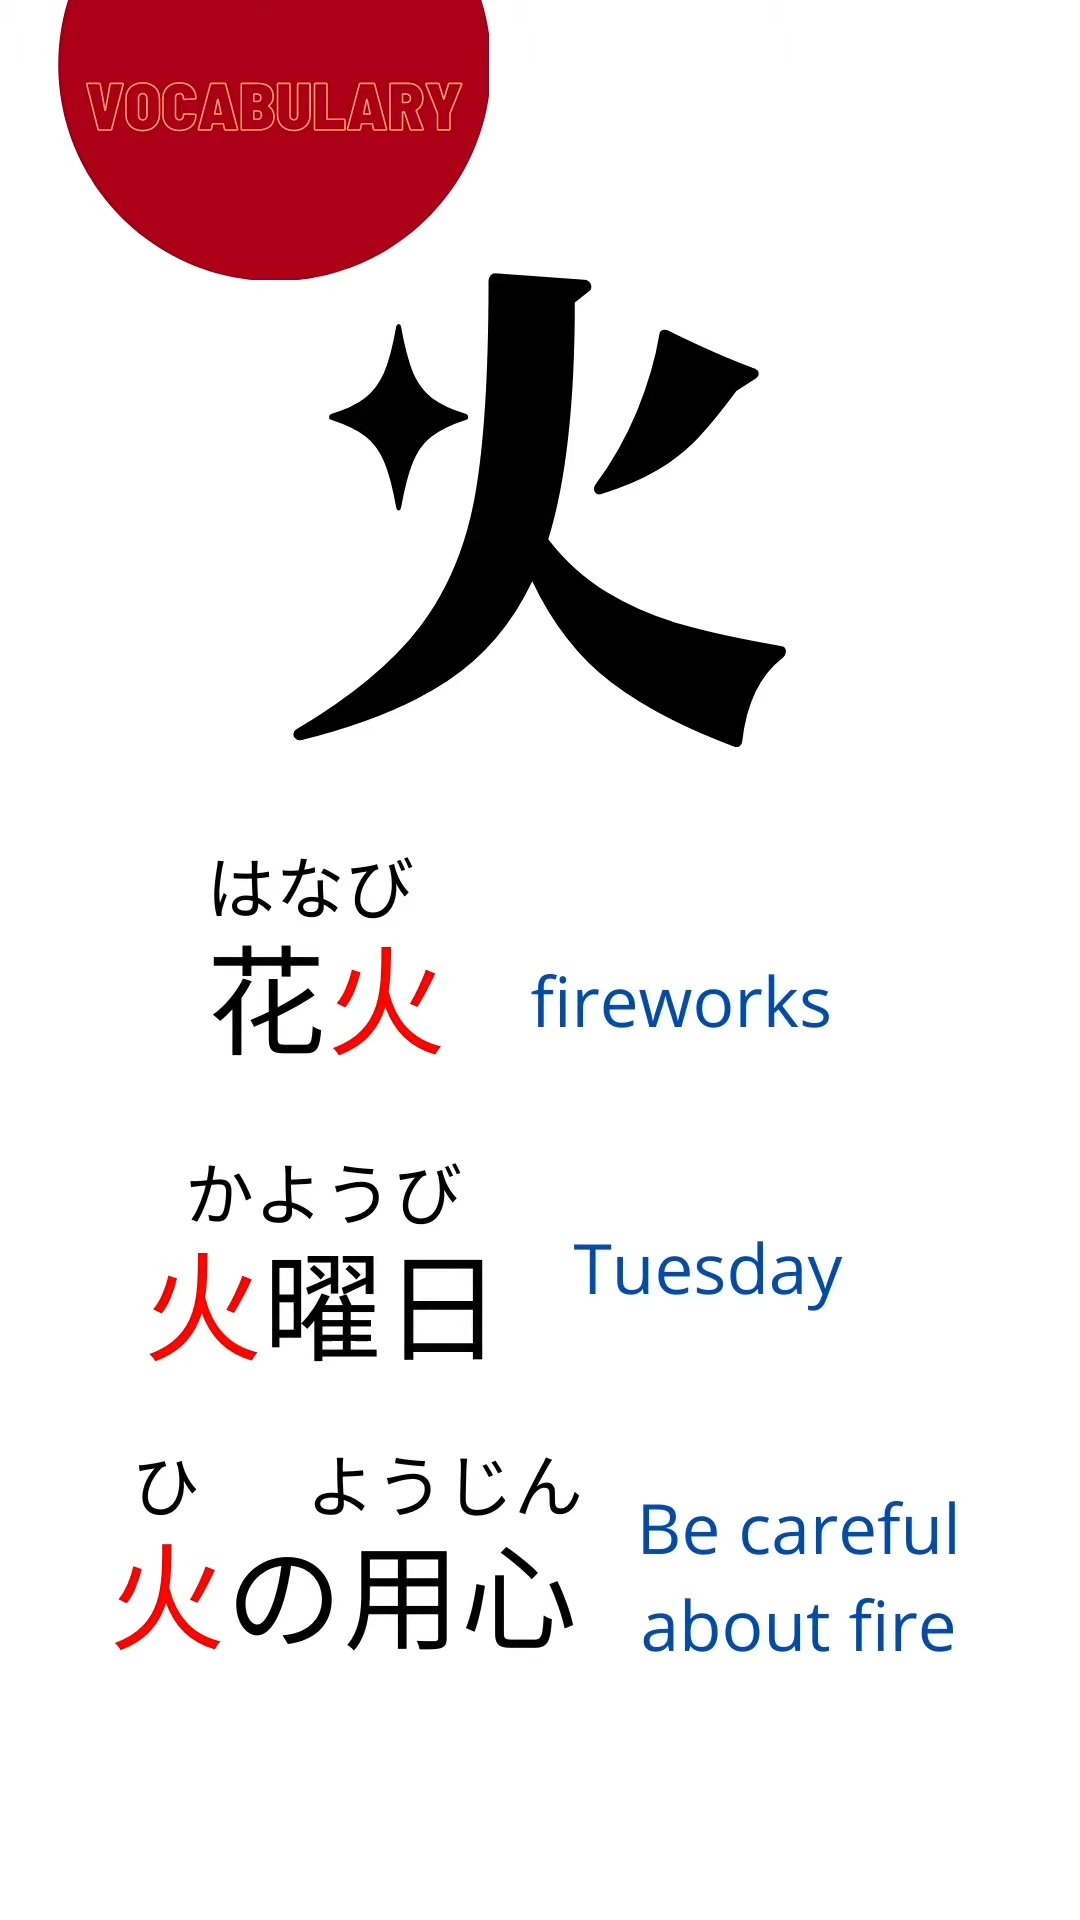 VOCABULARY
火
はなび
花火
fireworks
かようび
火曜日
Tuesday
ひ ようじん
火の用心
Be careful
about fire